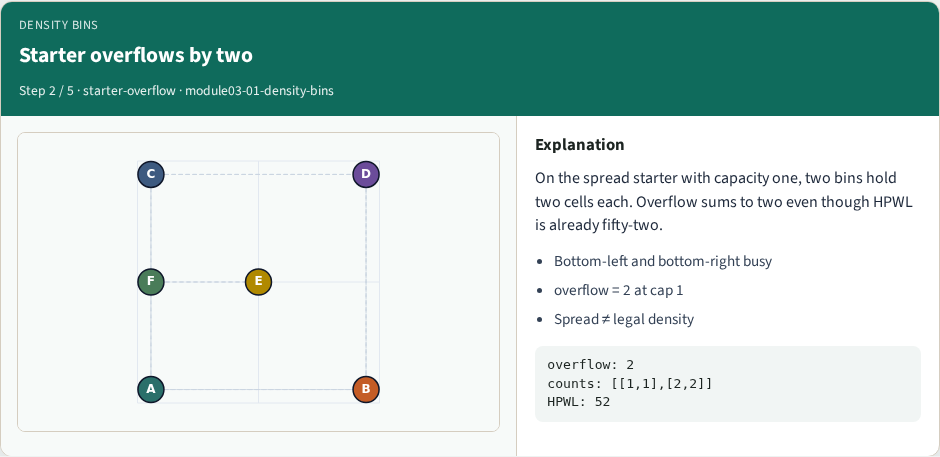 DENSITY BINS
Starter overflows by two
Step 2 / 5 · starter-overflow · module03-01-density-bins
C
D
F
E
A
B
Explanation
On the spread starter with capacity one, two bins hold
two cells each. Overflow sums to two even though HPWL
is already fifty-two.
• Bottom-left and bottom-right busy
• overflow = 2 at cap 1
• Spread ≠ legal density
overflow: 2
counts: [[1,1],[2,2]]
HPWL: 52